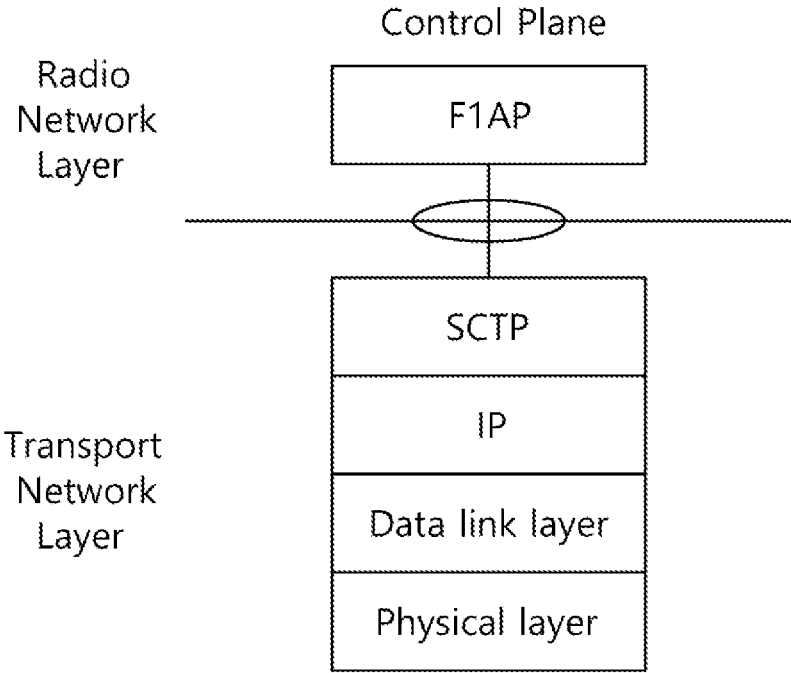 Control Plane
Radio
Network
Layer
F1AP
SCTP
IP
Transport
Network
Layer
Data link layer
Physical layer